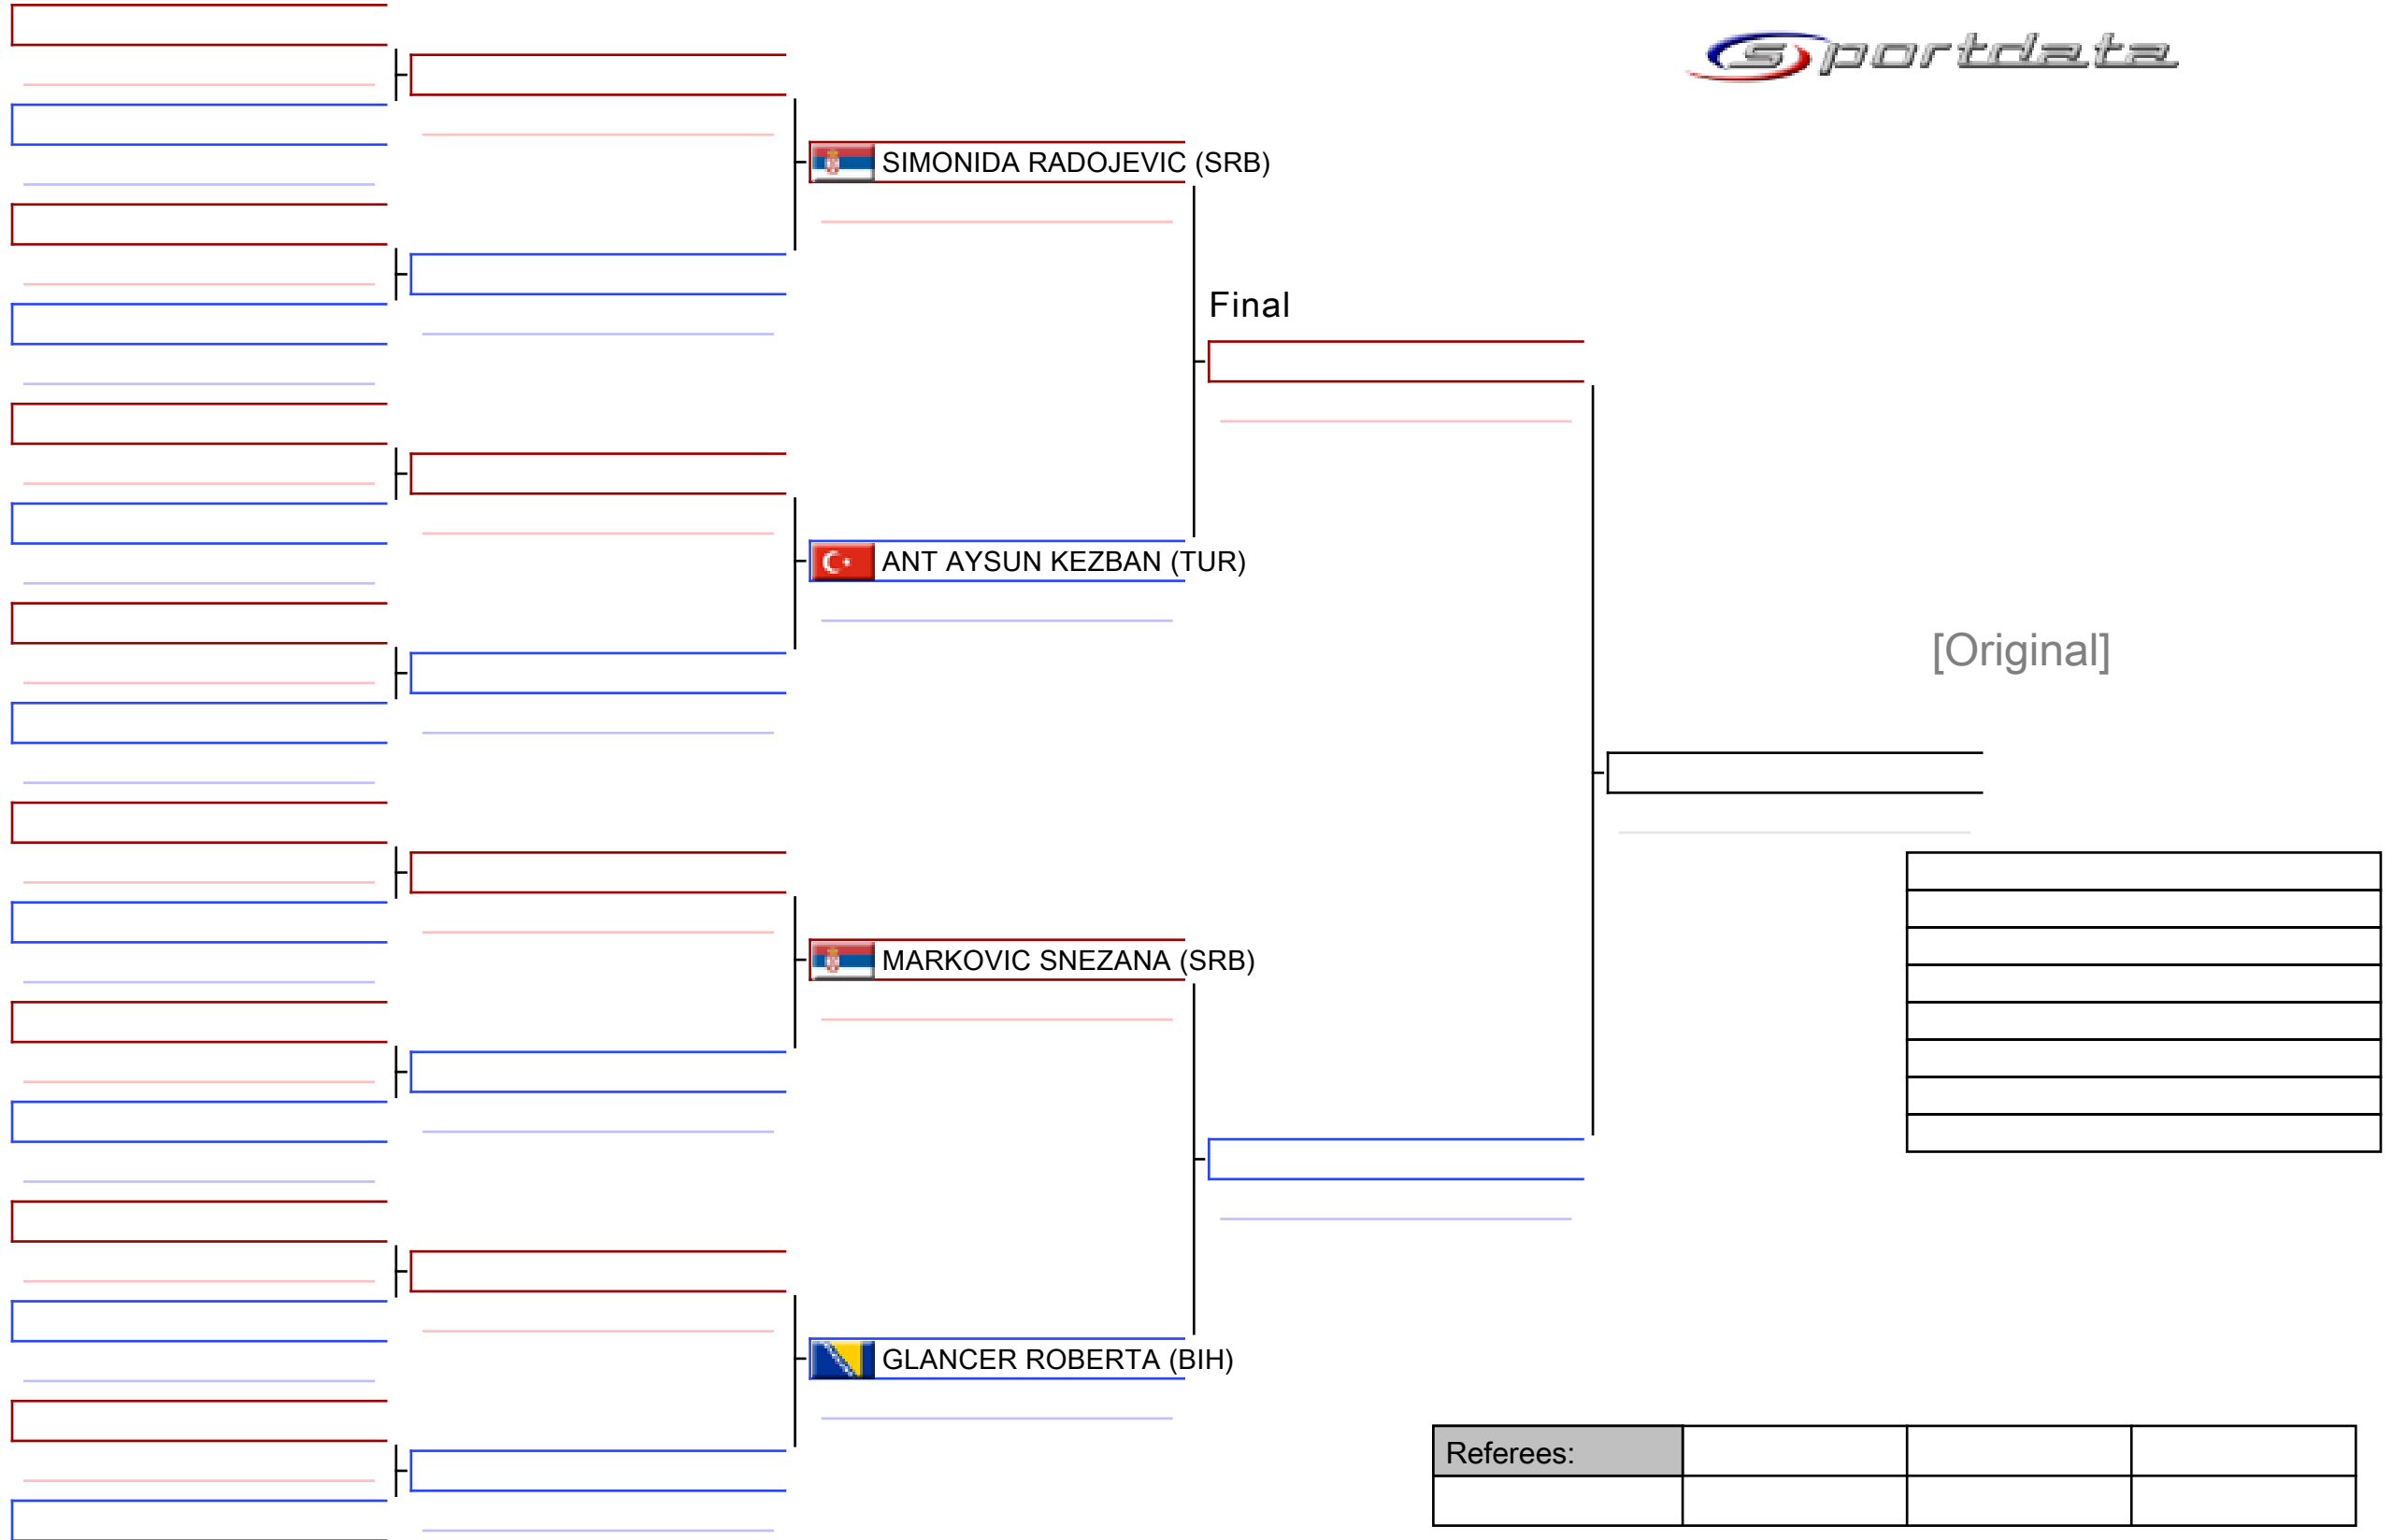 sportdata
SIMONIDA RADOJEVIC (SRB)
Final
ANT AYSUN KEZBAN (TUR)
[Original]
MARKOVIC SNEZANA (SRB)
GLANCER ROBERTA (BIH)
Referees: